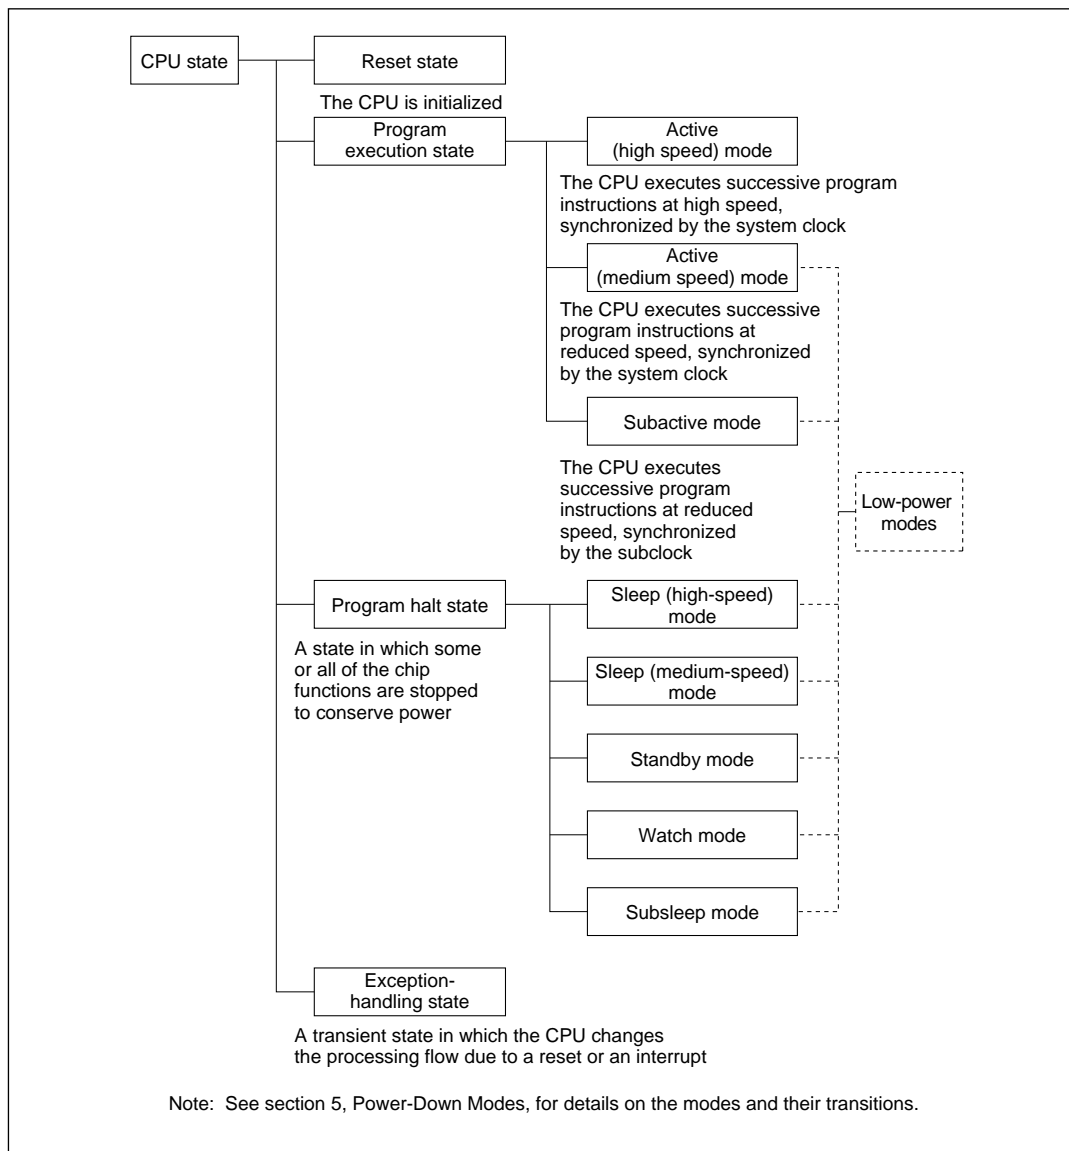 CPU state
Reset state
The CPU is initialized
Program
execution state
Active
(high speed) mode
The CPU executes successive program
instructions at high speed,
synchronized by the system clock
Active
(medium speed) mode
The CPU executes successive
program instructions at
reduced speed, synchronized
by the system clock
Subactive mode
The CPU executes
successive program
instructions at reduced
speed, synchronized
by the subclock
Low-power
modes
Program halt state
A state in which some
or all of the chip
functions are stopped
to conserve power
Sleep (high-speed)
mode
Sleep (medium-speed)
mode
Standby mode
Watch mode
Subsleep mode
Exception-
handling state
A transient state in which the CPU changes
the processing flow due to a reset or an interrupt
Note: See section 5, Power-Down Modes, for details on the modes and their transitions.